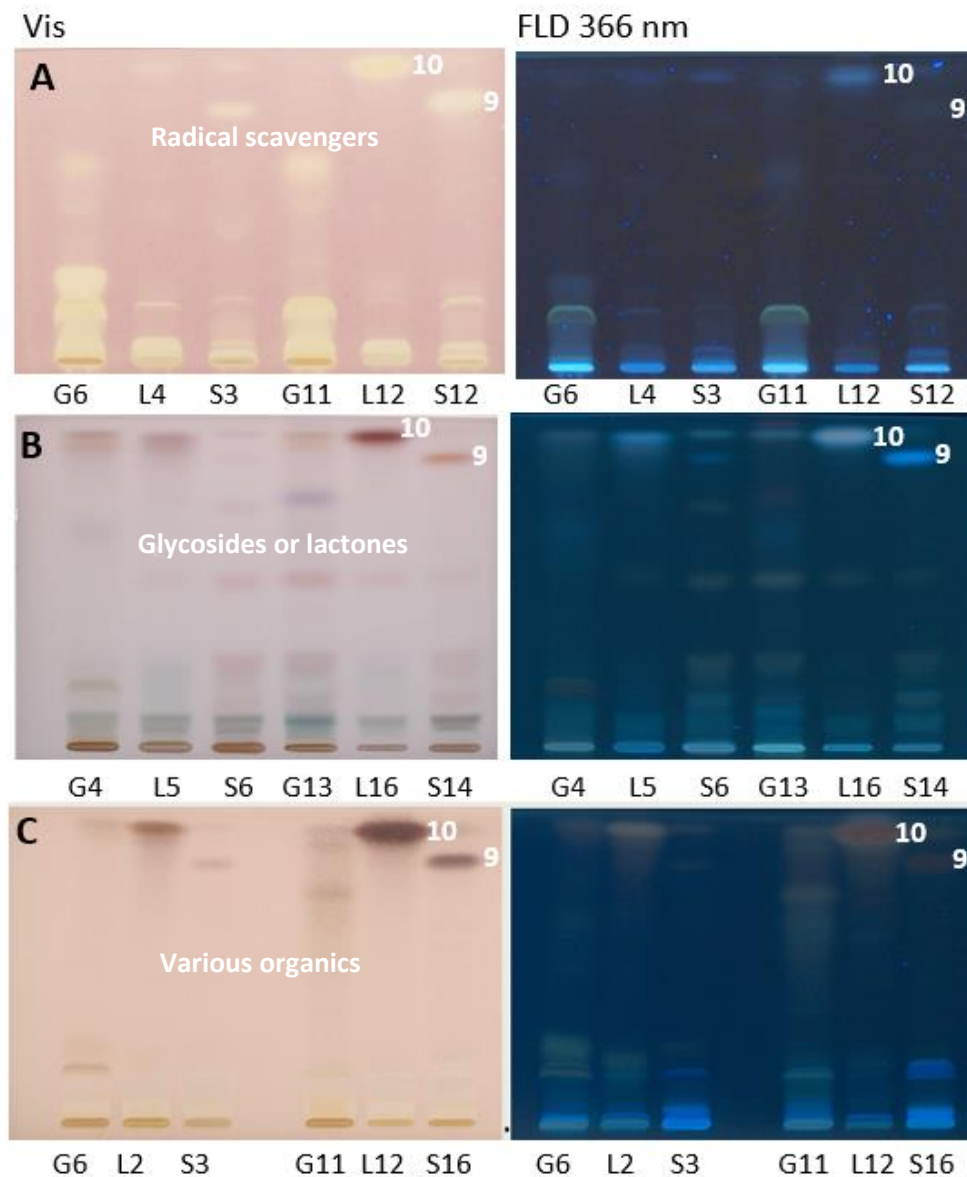 Vis FLD 366 nm
A 10 9 10 9
Radical scavengers
G6 L4 S3 G11 L12 S12 G6 L4 S3 G11 L12 S12
B 10 9 10 9
Glycosides or lactones
G4 L5 S6 G13 L16 S14 G4 L5 S6 G13 L16 S14
C 10 9 10 9
Various organics
G6 L2 S3 G11 L12 S16 G6 L2 S3 G11 L12 S16